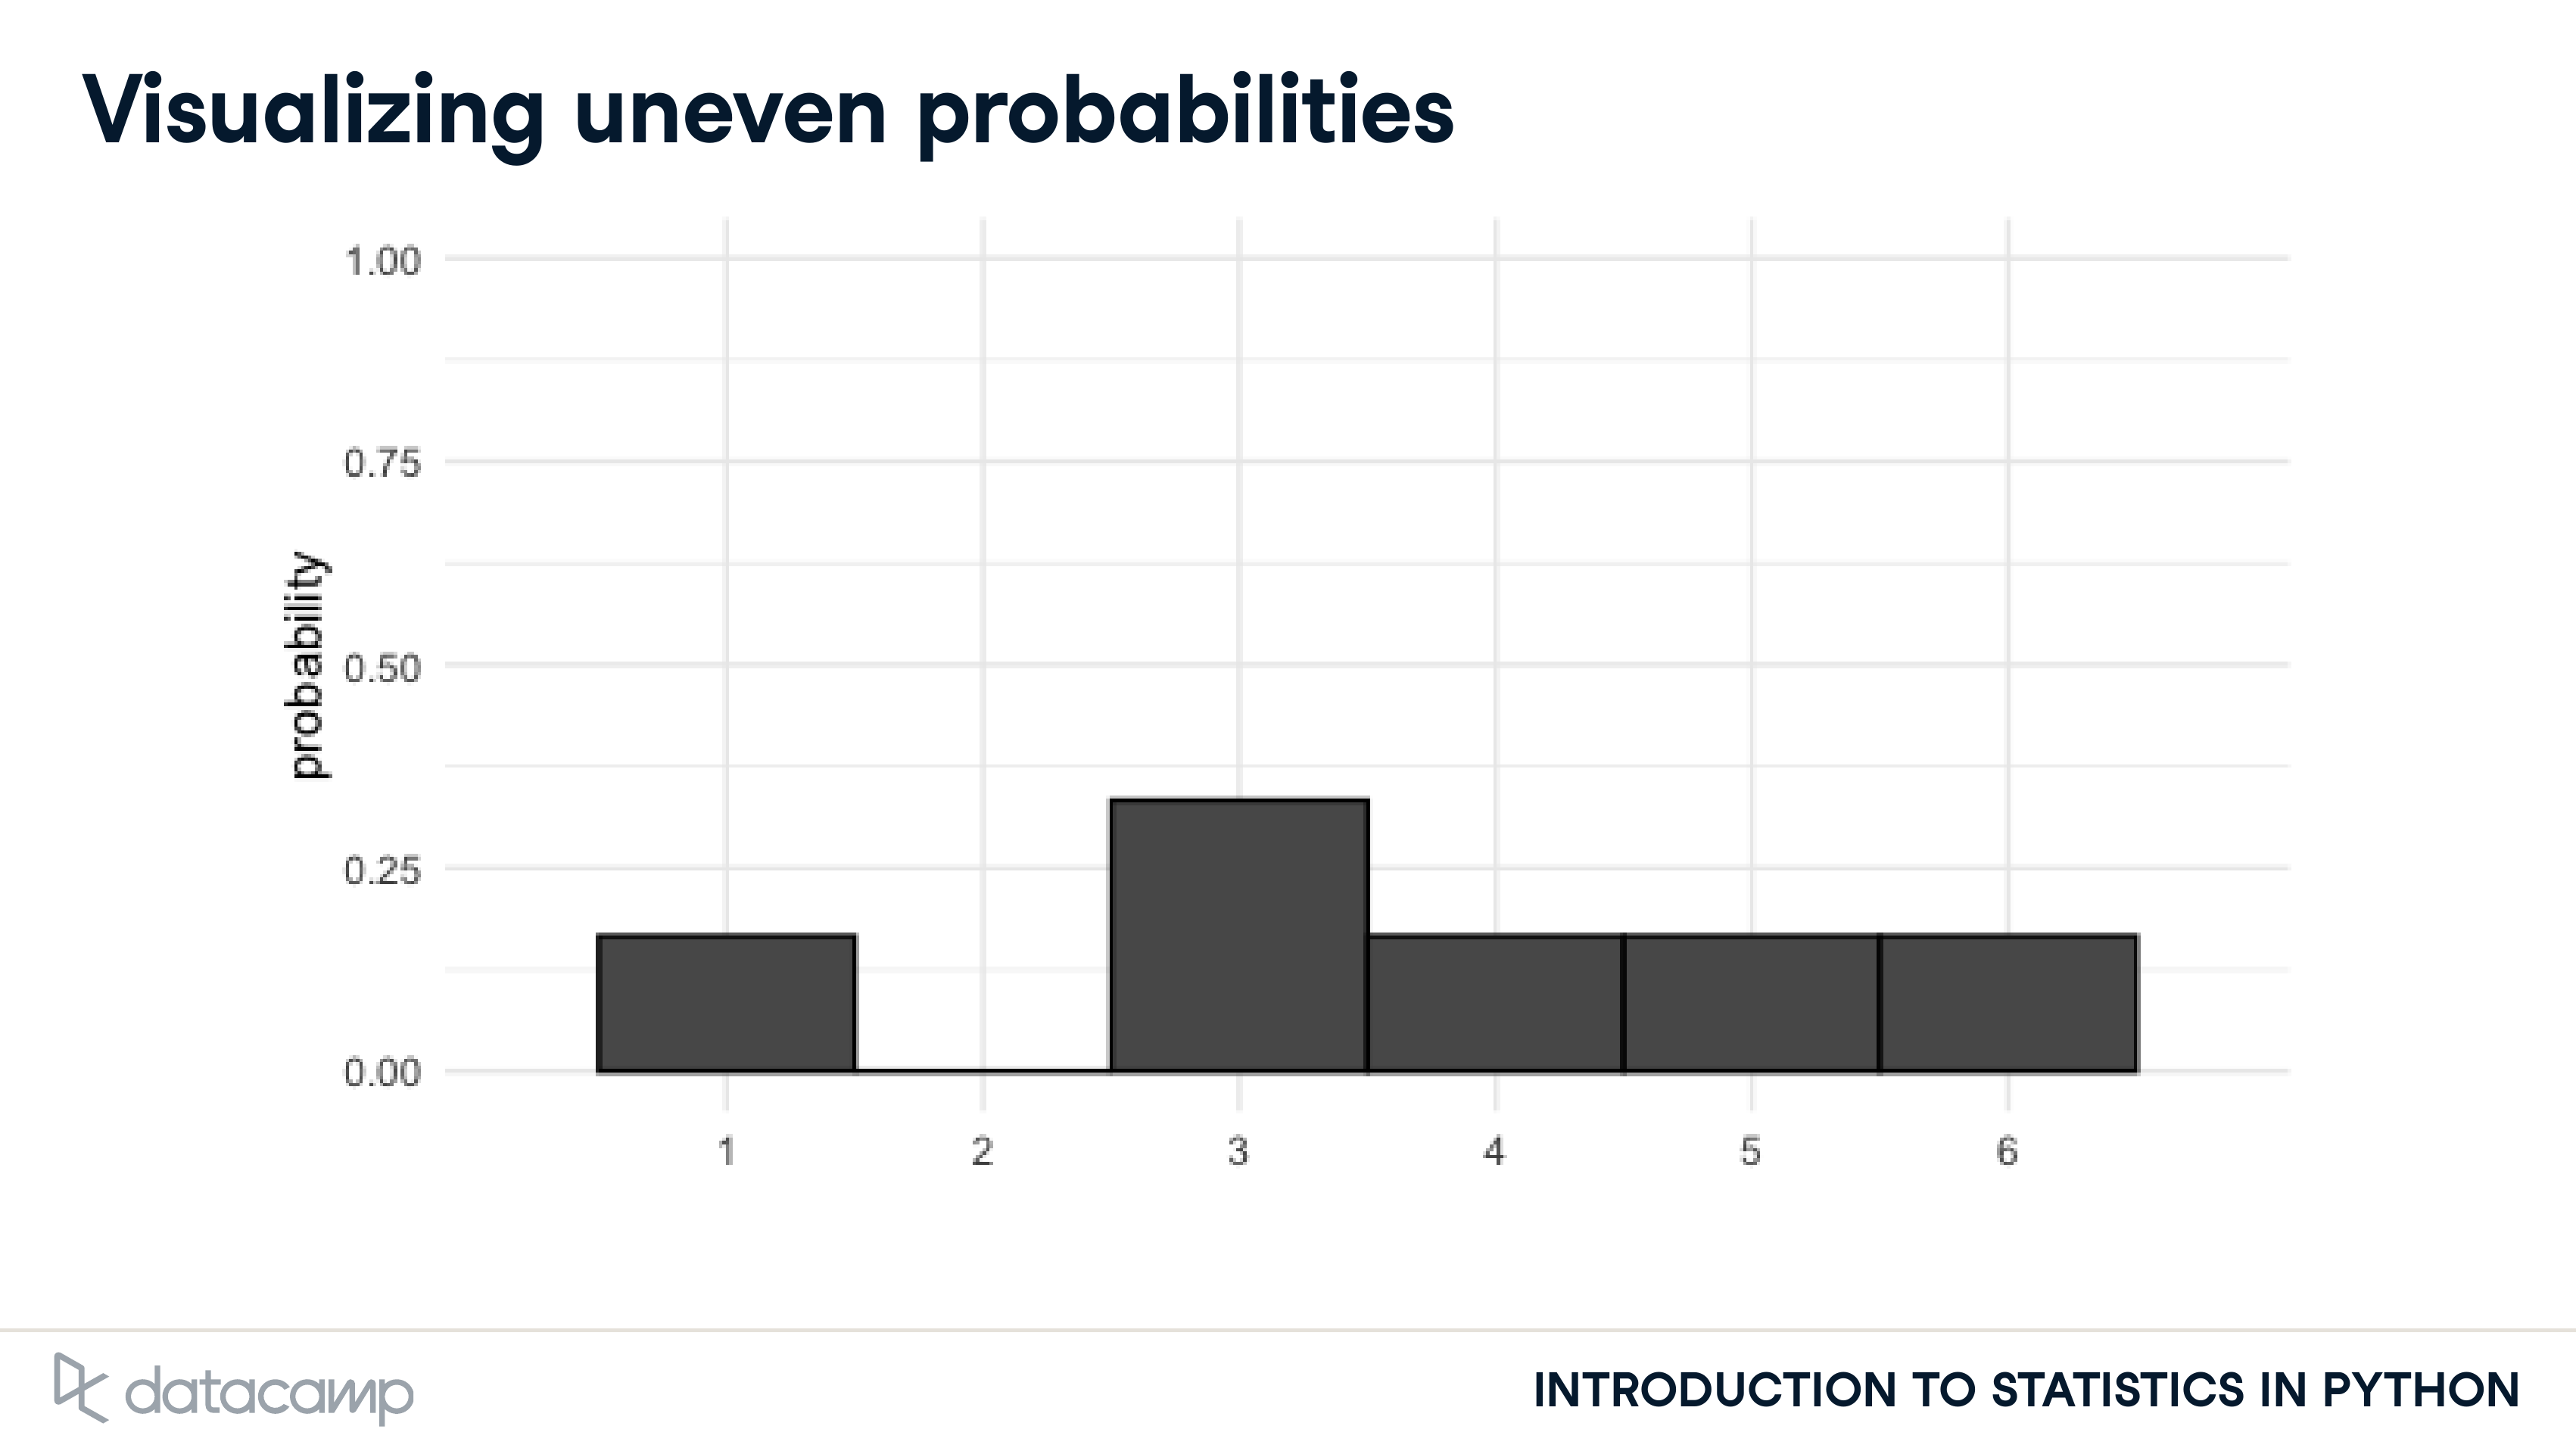 Visualizing uneven probabilities
1.00
0.75
probability
0.50
0.25
0.00
1 2 3 4 5 6
datacamp
INTRODUCTION TO STATISTICS IN PYTHON